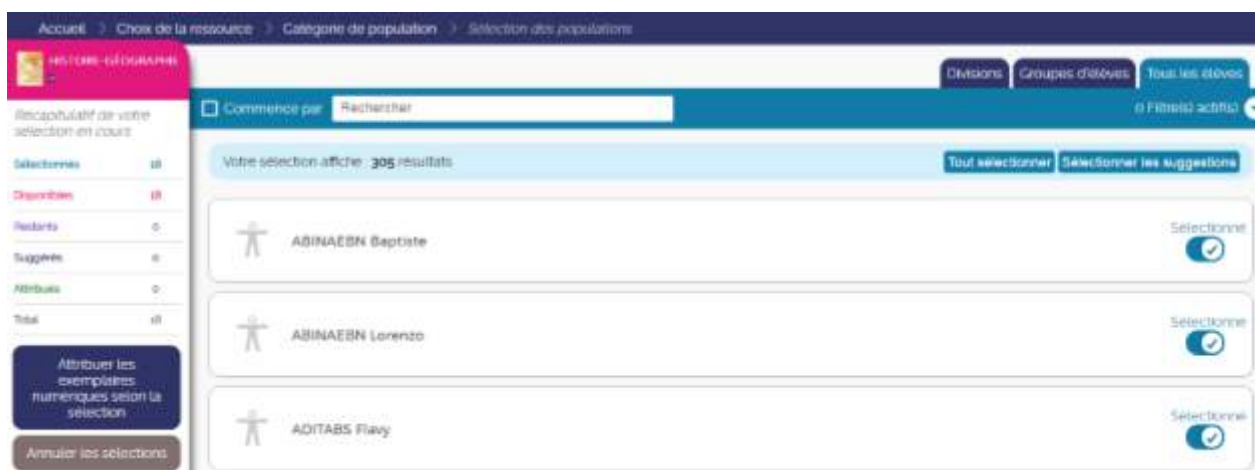 Accueil > Choix de la ressource > Catégorie de population > Sélection des populations
HISTOIRE-GÉOGRAPHIE
Divisions
Groupes d'élèves
Tous les élèves
Commence par
Rechercher
0 Filtre(s) actif(s)
Récapitulatif de votre
sélection en cours
Sélectionnés
Disponibles
Restants 0
Suggérés 0
Attribués 0
Total
Votre sélection affiche 305 résultats
Tout sélectionner
Sélectionner les suggestions
ABINAEBN Baptiste
Sélectionné
ABINAEBN Lorenzo
Sélectionné
ADITABS Flavy
Sélectionné
Attribuer les
exemplaires
numériques selon la
sélection
Annuler les sélections